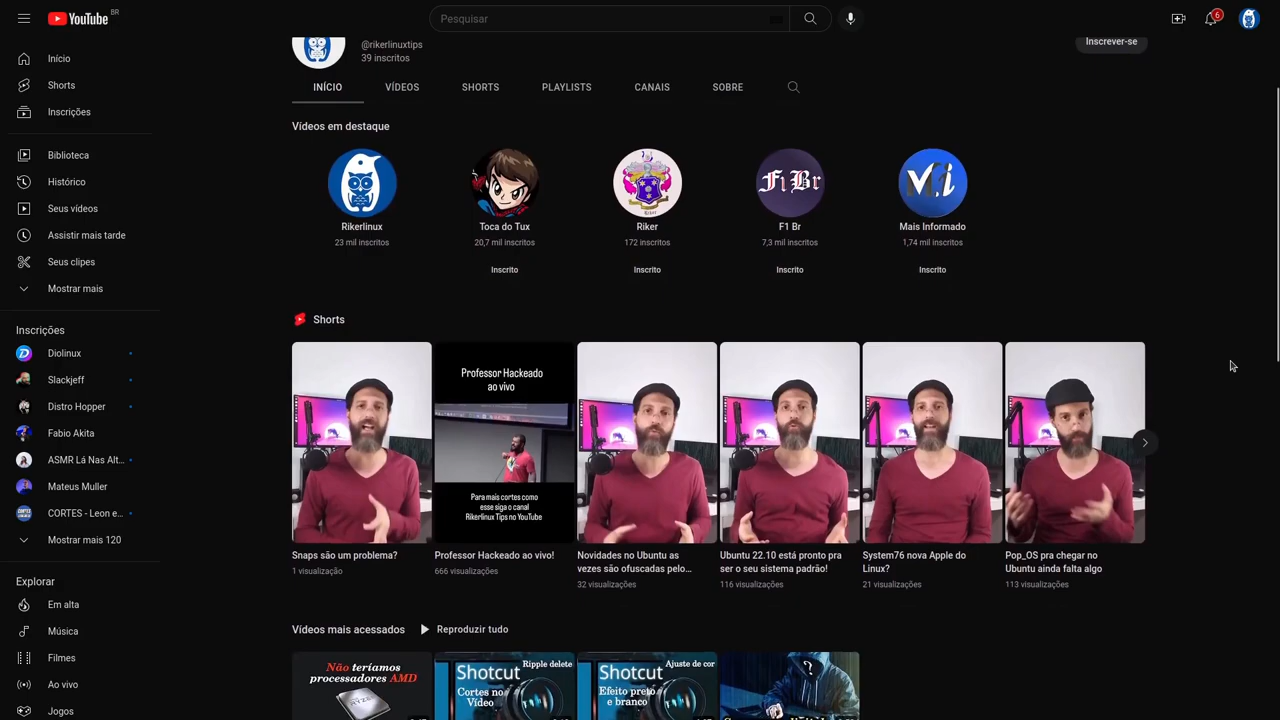 YouTube BR
Pesquisar
6
Início
Shorts
Inscrições
Biblioteca
Histórico
Seus vídeos
Assistir mais tarde
Seus clipes
Mostrar mais
Inscrições
Diolinux
Slackjeff
Distro Hopper
Fabio Akita
ASMR Lá Nas Alt...
Mateus Muller
CORTES - Leon e...
Mostrar mais 120
Explorar
Em alta
Música
Filmes
Ao vivo
Jogos
@rikerlinuxtips
39 inscritos
Inscrever-se
INÍCIO VÍDEOS SHORTS PLAYLISTS CANAIS SOBRE
Vídeos em destaque
F1 Br
Riker
Rikerlinux
23 mil inscritos
Toca do Tux
20,7 mil inscritos
Inscrito
Riker
172 inscritos
Inscrito
F1 Br
7,3 mil inscritos
Inscrito
Mais Informado
1,74 mil inscritos
Inscrito
Shorts
Professor Hackeado
ao vivo
Para mais cortes como
esse siga o canal
Rikerlinux Tips no YouTube
Snaps são um problema?
1 visualização
Professor Hackeado ao vivo!
666 visualizações
Novidades no Ubuntu as
vezes são ofuscadas pelo...
32 visualizações
Ubuntu 22.10 está pronto pra
ser o seu sistema padrão!
116 visualizações
System76 nova Apple do
Linux?
21 visualizações
Pop_OS pra chegar no
Ubuntu ainda falta algo
113 visualizações
Vídeos mais acessados Reproduzir tudo
Não teríamos
processadores AMD
RYZEN
Ripple delete
Shotcut
Cortes no
Vídeo
Ajuste de cor
Shotcut
Efeito preto
e branco
?